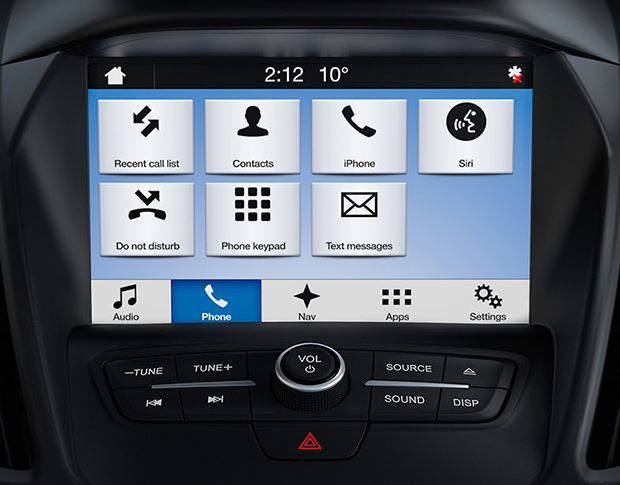 2:12 10°
Recent call list Contacts iPhone Siri
Do not disturb Phone keypad Text messages
Audio Phone Nav Apps Settings
VOL
–TUNE TUNE+ SOURCE
SOUND DISP